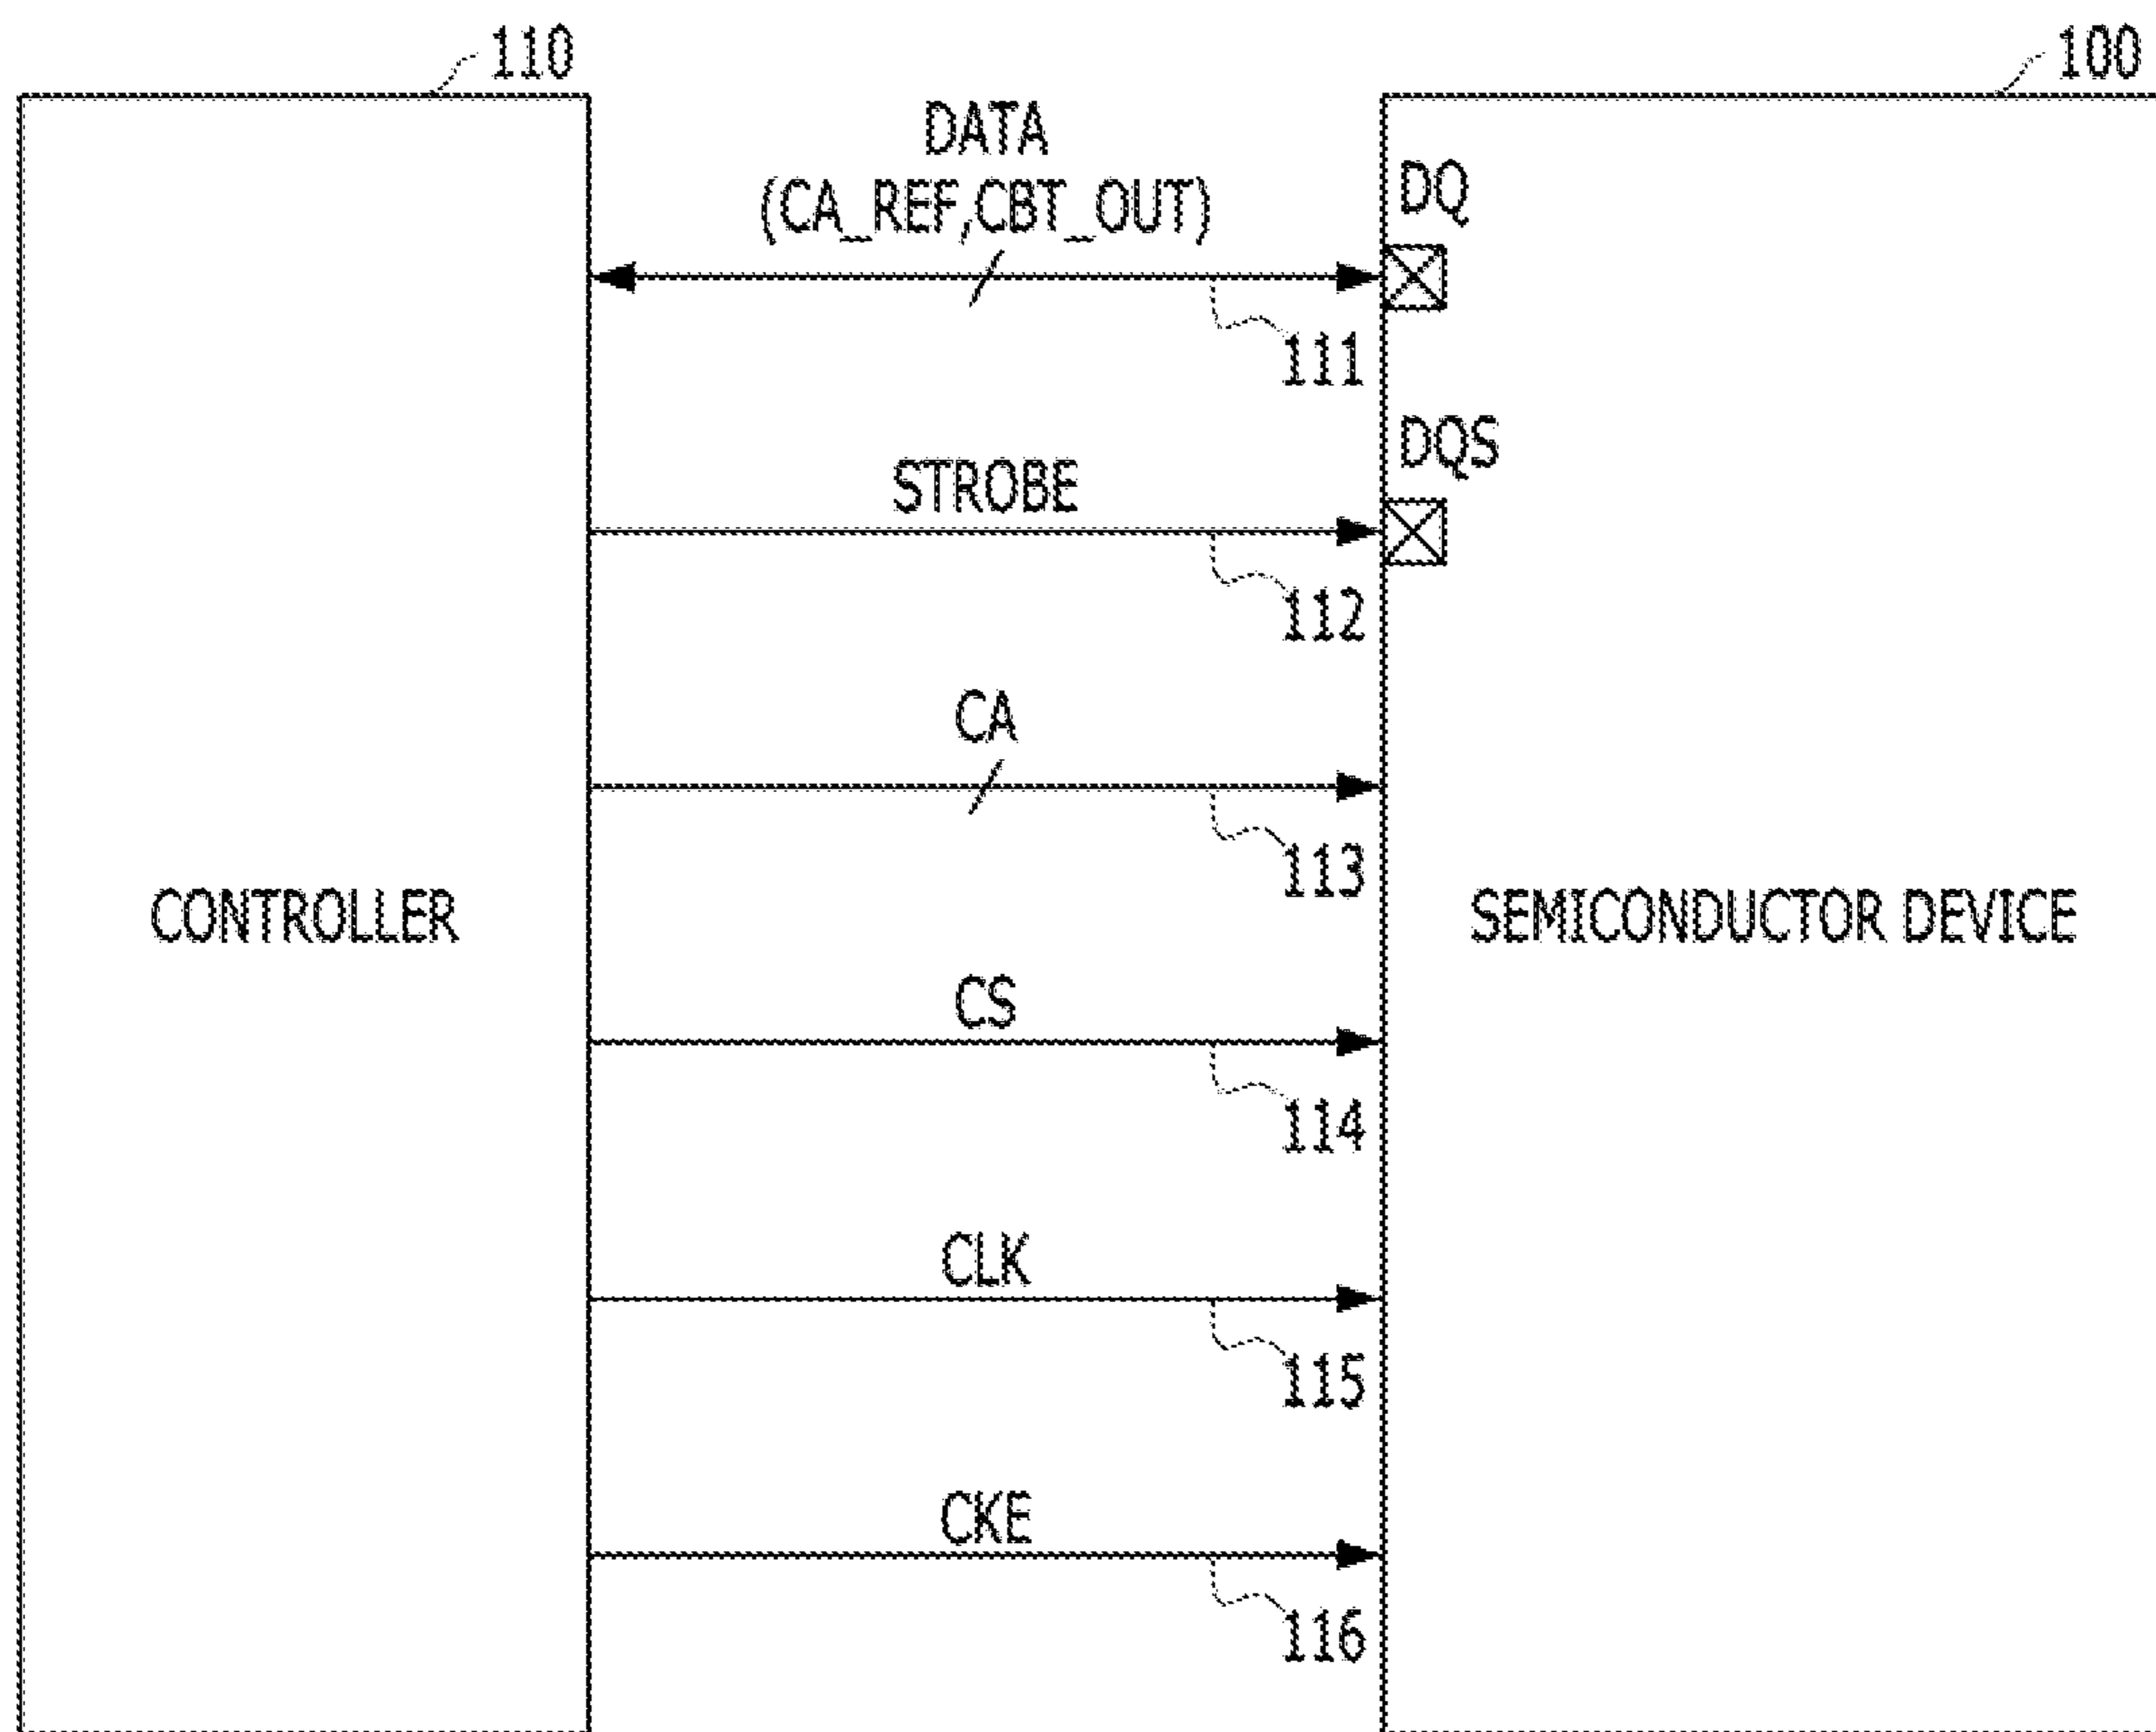 110
100
DATA
(CA_REF,CBT_OUT)
DQ
111
DQS
STROBE
112
CA
113
CONTROLLER
SEMICONDUCTOR DEVICE
CS
114
CLK
115
CKE
116